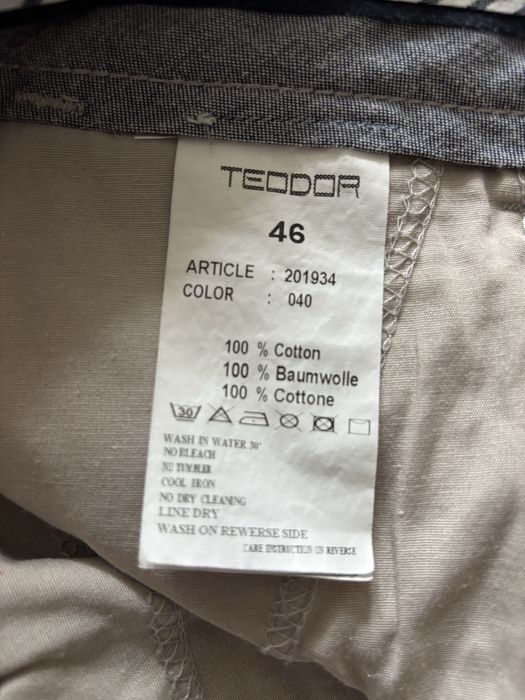 TEODOR
46
ARTICLE : 201934
COLOR : 040
100 % Cotton
100 % Baumwolle
100 % Cottone
30
WASH IN WATER 30°
NO BLEACH
NO TUMBLER
COOL IRON
NO DRY CLEANING
LINE DRY
WASH ON REWERSE SIDE
CARE INSTRUCTION ON REVERSE